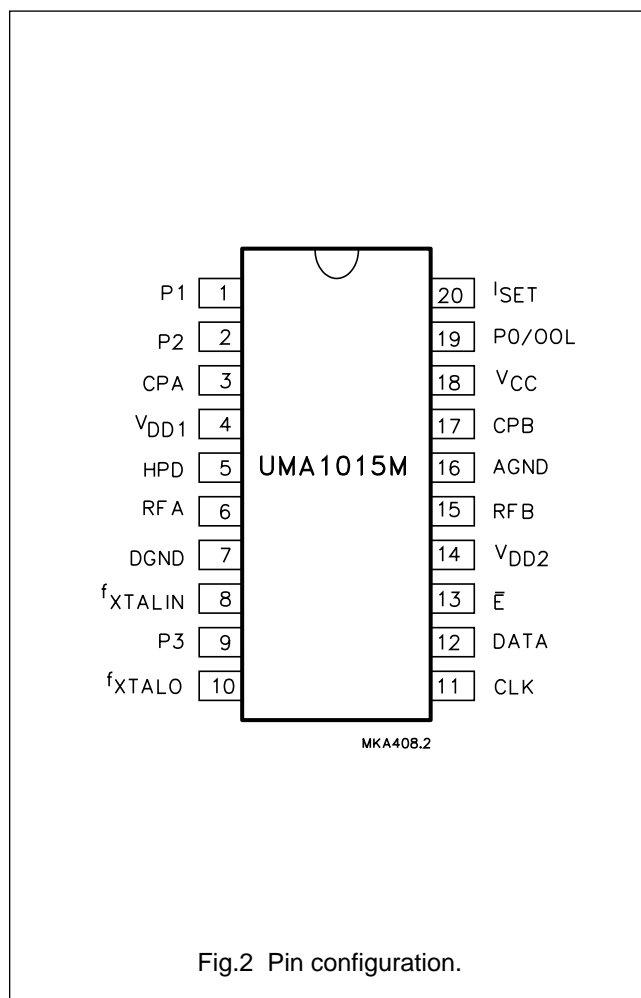 P1 1 20 ISET
P2 2 19 P0/OOL
CPA 3 18 VCC
VDD1 4 17 CPB
HPD 5 UMA1015M 16 AGND
RFA 6 15 RFB
DGND 7 14 VDD2
fXTALIN 8 13 E̅
P3 9 12 DATA
fXTALO 10 11 CLK
MKA408.2
Fig.2 Pin configuration.